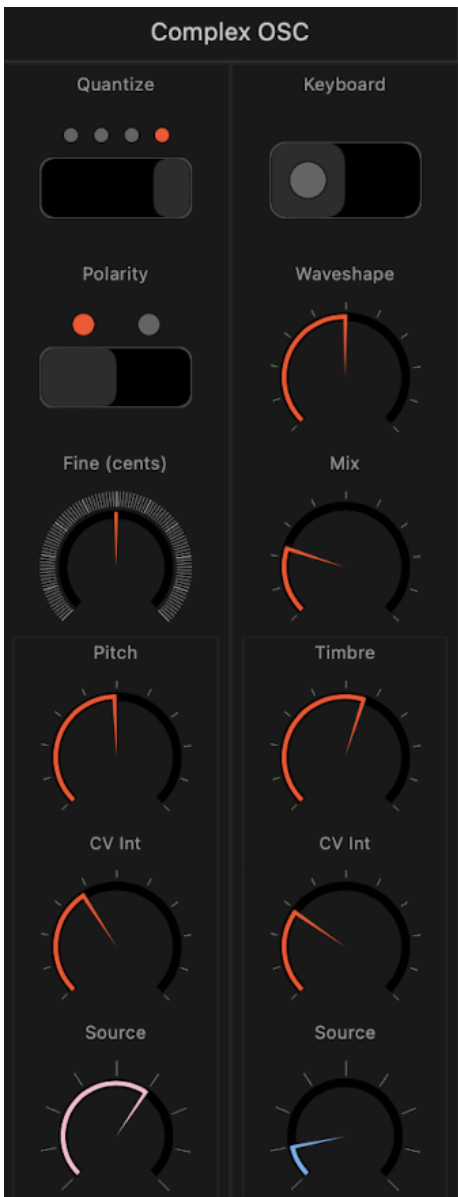 Complex OSC
Quantize
Keyboard
Polarity
Waveshape
Fine (cents)
Mix
Pitch
Timbre
CV Int
CV Int
Source
Source